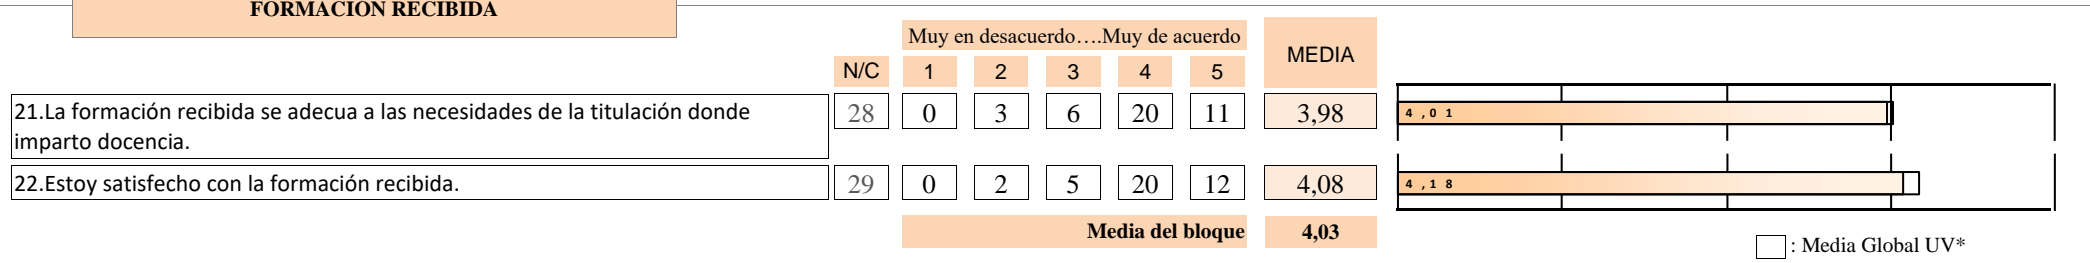 FORMACIÓN RECIBIDA
Muy en desacuerdo….Muy de acuerdo
MEDIA
N/C 1 2 3 4 5
21.La formación recibida se adecua a las necesidades de la titulación donde
imparto docencia.
28 0 3 6 20 11 3,98
4,01
22.Estoy satisfecho con la formación recibida.
29 0 2 5 20 12 4,08
4,18
Media del bloque 4,03
: Media Global UV*